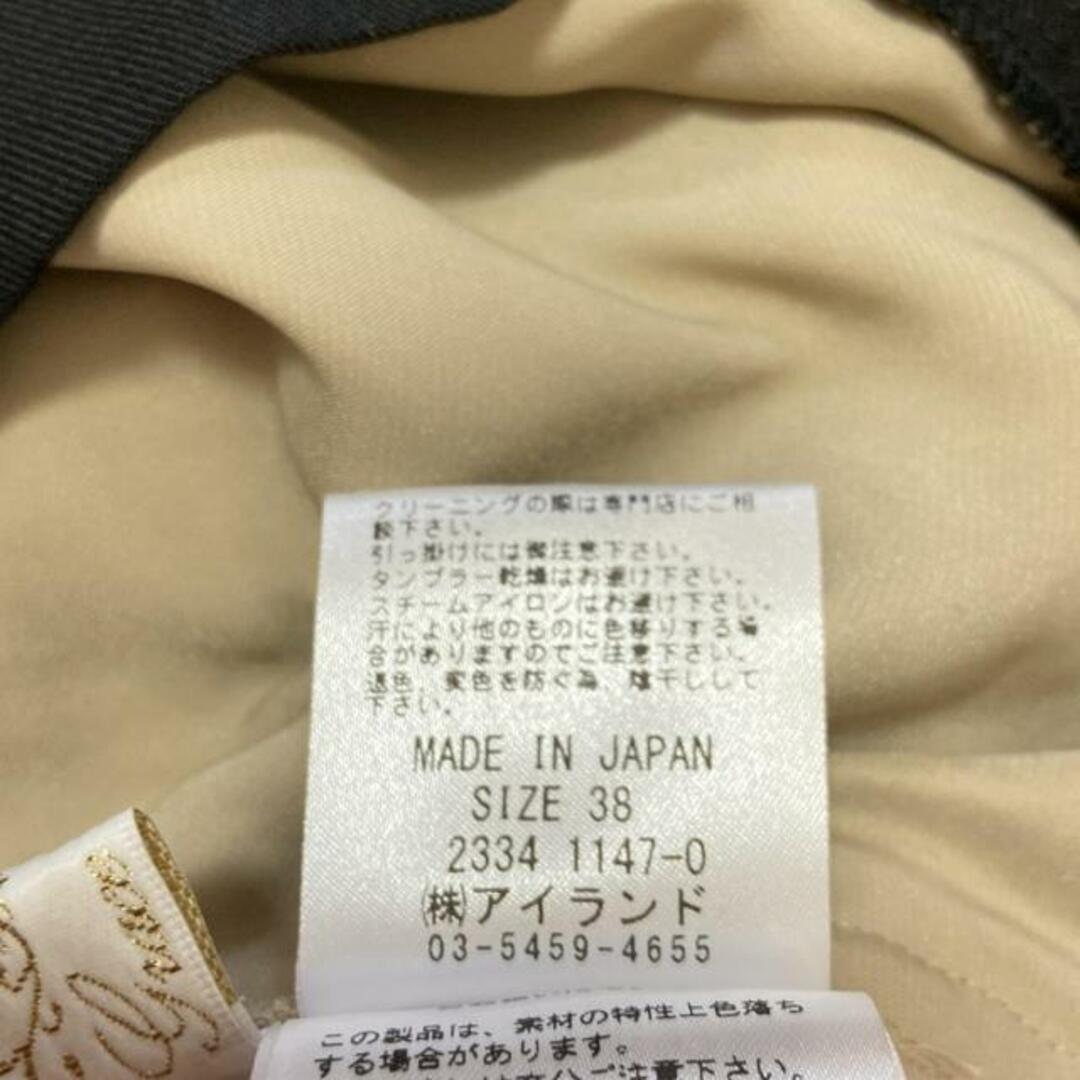 クリーニングの際は専門店にご相
談下さい。
引っ掛けには御注意下さい。
タンブラー乾燥はお避け下さい。
スチームアイロンはお避け下さい。
汗により他のものに色移りする場
合がありますのでご注意下さい。
退色、変色を防ぐ為、陰干しして
下さい。
MADE IN JAPAN
SIZE 38
2334 1147-0
㈱アイランド
03-5459-4655
この製品は、素材の特性上色落ち
する場合があります。
ご注意下さい。